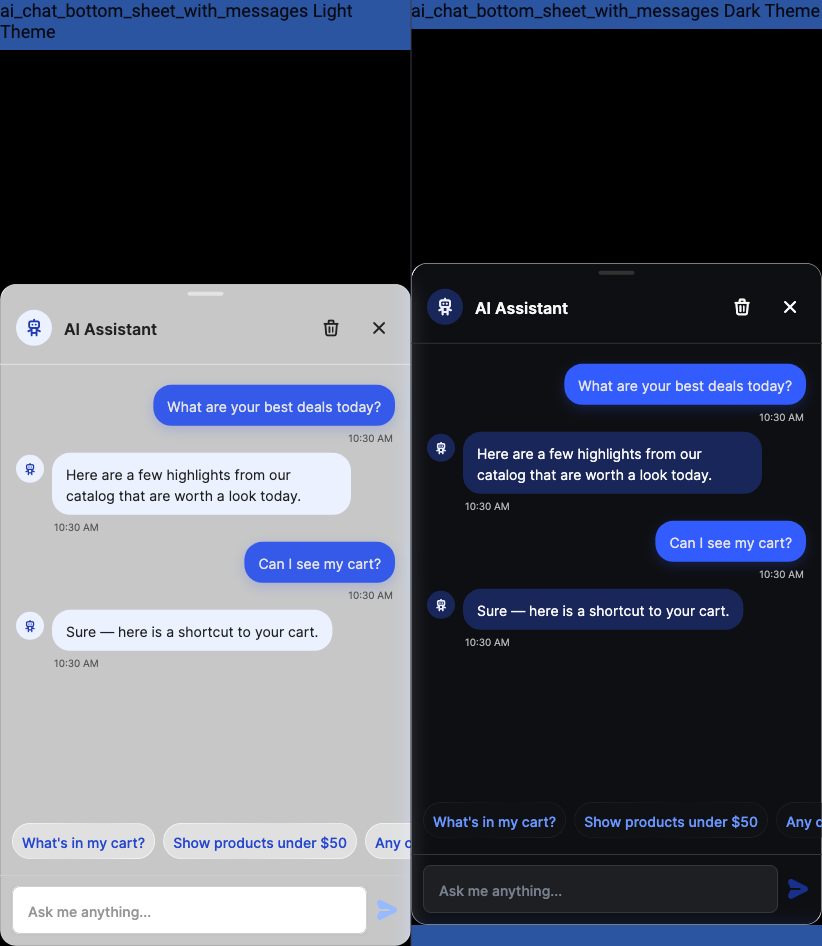 ai_chat_bottom_sheet_with_messages Light
Theme
AI Assistant
What are your best deals today?
10:30 AM
Here are a few highlights from our
catalog that are worth a look today.
10:30 AM
Can I see my cart?
10:30 AM
Sure — here is a shortcut to your cart.
10:30 AM
What's in my cart?
Show products under $50
Any
Ask me anything...
ai_chat_bottom_sheet_with_messages Dark Theme
AI Assistant
What are your best deals today?
10:30 AM
Here are a few highlights from our
catalog that are worth a look today.
10:30 AM
Can I see my cart?
10:30 AM
Sure — here is a shortcut to your cart.
10:30 AM
What's in my cart?
Show products under $50
Any
Ask me anything...